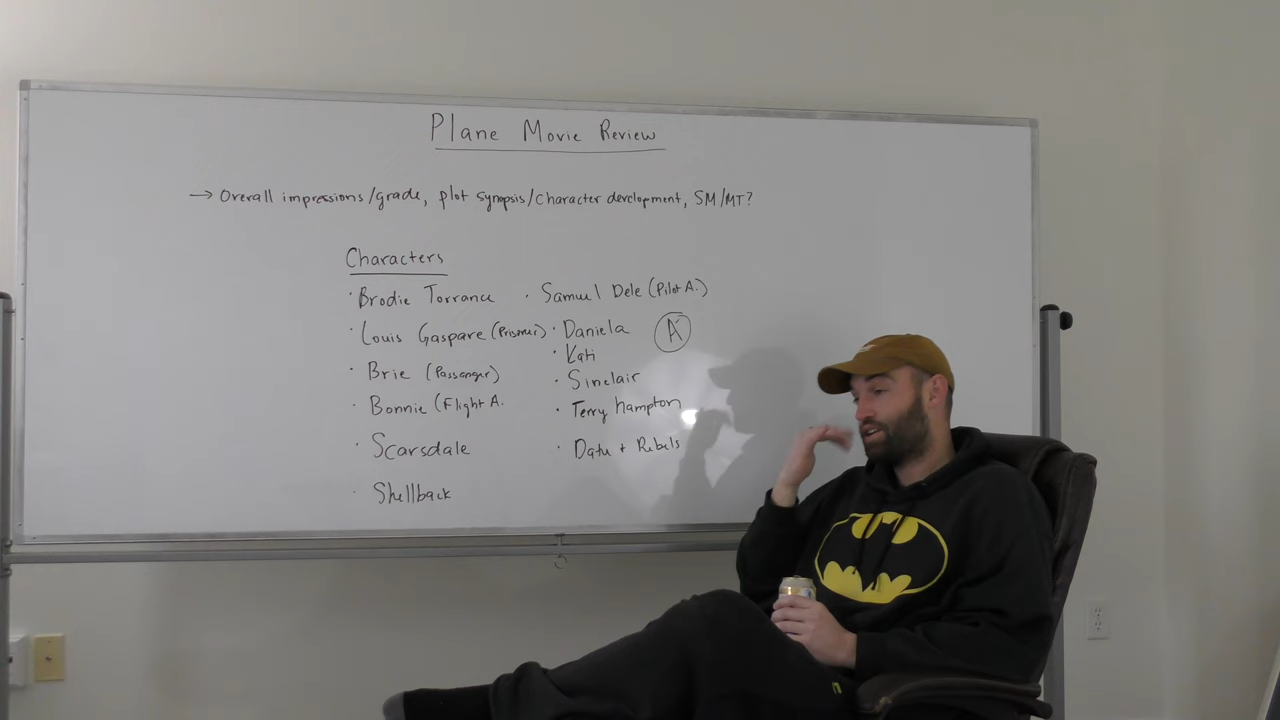 Plane Movie Review
→ Overall impressions/grade, plot synopsis/character development, SM/MT?
Characters
· Brodie Torrance
· Louis Gaspare (Prisoner)
· Brie (Passanger)
· Bonnie (Flight A.
· Scarsdale
· Shellback
· Samuel Dele (Pilot A.)
· Daniela
· Kati
· Sinclair
· Terry Hampton
· Datu + Rebels
A